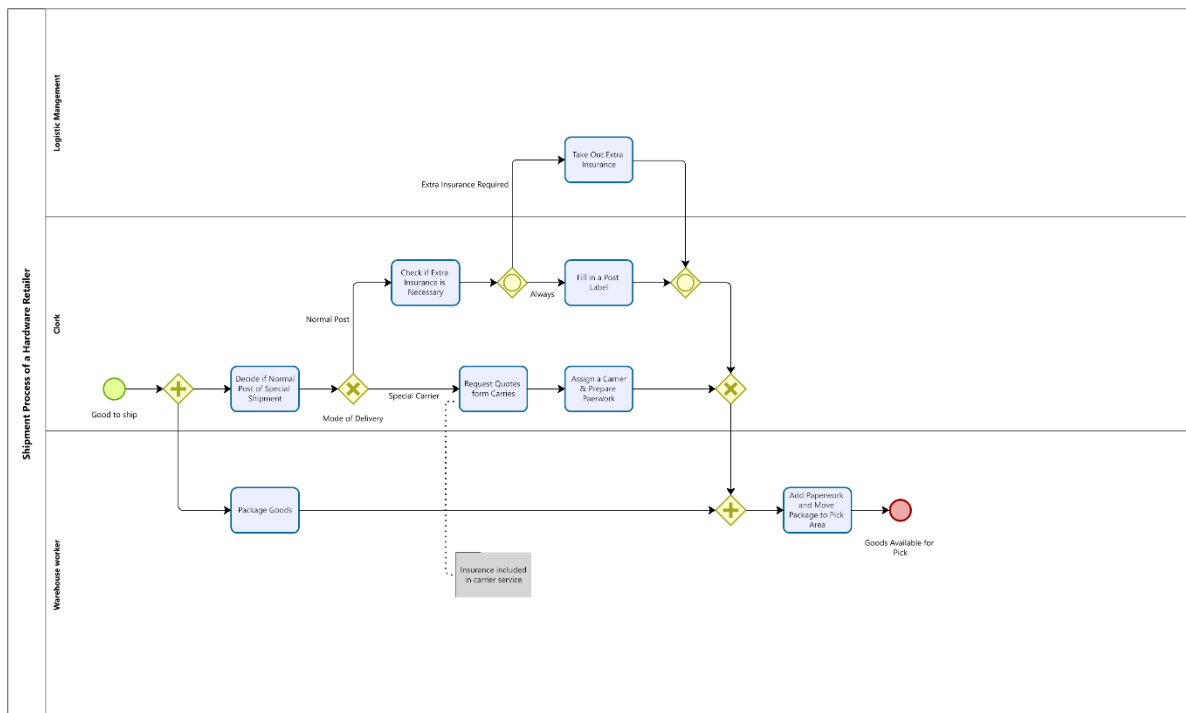 Shipment Process of a Hardware Retailer
Logistic Mangement
Take Out Extra
Insurance
Extra Insurance Required
Clork
Check if Extra
Insurance is
Necessary
Always
Fill in a Post
Label
Normal Post
Good to ship
Decide if Normal
Post of Special
Shipment
Mode of Delivery
Special Carrier
Request Quotes
form Carries
Assign a Carrier
& Prepare
Paerwork
Warehouse worker
Package Goods
Add Paperwork
and Move
Package to Pick
Area
Goods Available for
Pick
Insurance included
in carrier service